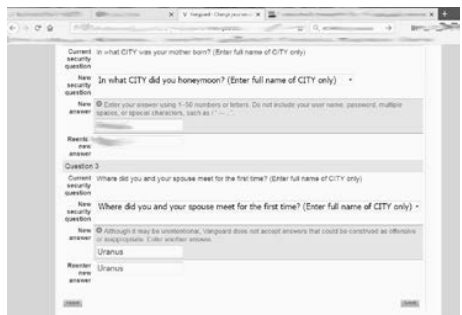 Vanguard - Change your se
Current security question
In what CITY was your mother born? (Enter full name of CITY only)
New security question
In what CITY did you honeymoon? (Enter full name of CITY only)
New answer
Enter your answer using 1-50 numbers or letters. Do not include your user name, password, multiple
spaces, or special characters, such as
new
answer
Question 3
Current security question
Where did you and your spouse meet for the first time? (Enter full name of CITY only)
New security question
Where did you and your spouse meet for the first time? (Enter full name of CITY only)
New answer
Although it may be unintentional, Vanguard does not accept answers that could be construed as offensive
or inappropriate. Enter another answer.
Uranus
Reenter new answer
Uranus